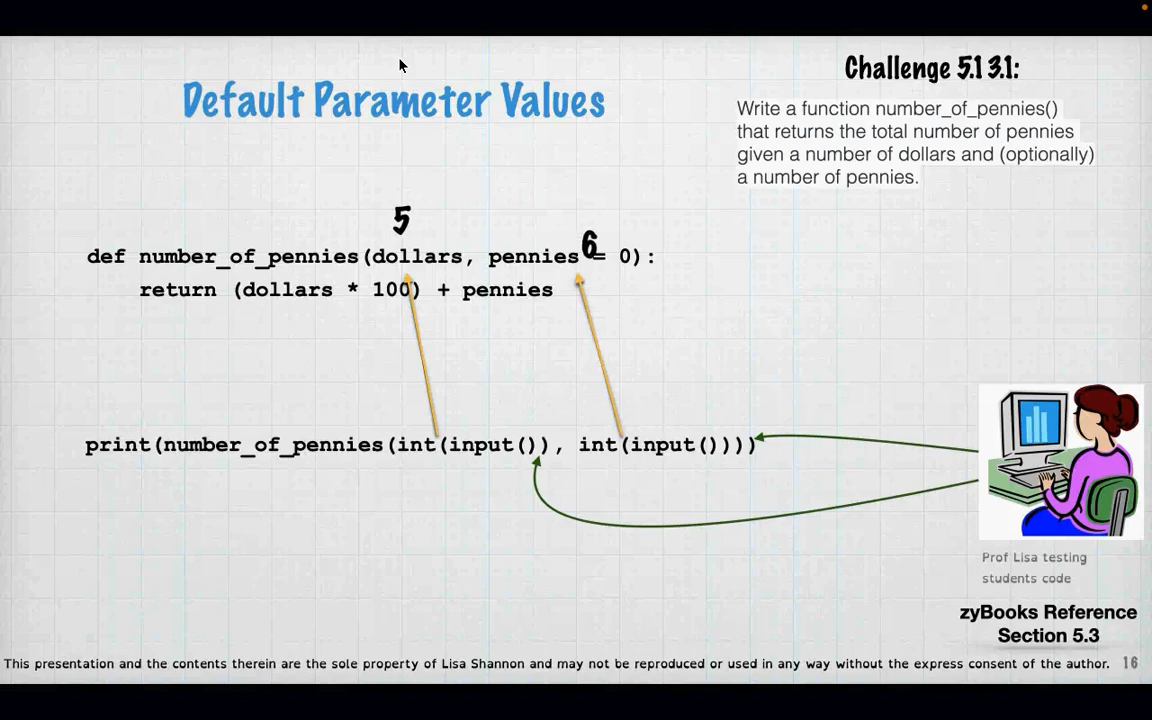 Default Parameter Values
Challenge 5.13.1:
Write a function number_of_pennies()
that returns the total number of pennies
given a number of dollars and (optionally)
a number of pennies.
5
6
def number_of_pennies(dollars, pennies = 0):
return (dollars * 100) + pennies
print(number_of_pennies(int(input()), int(input())))
Prof Lisa testing
students code
zyBooks Reference
Section 5.3
This presentation and the contents therein are the sole property of Lisa Shannon and may not be reproduced or used in any way without the express consent of the author. 16